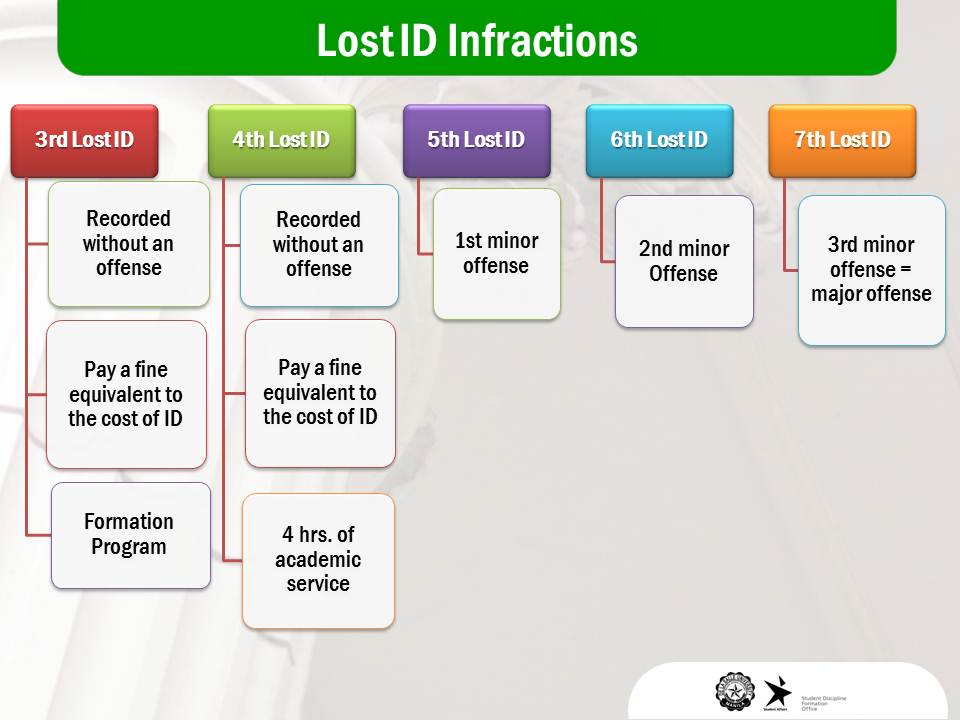 Lost ID Infractions
3rd Lost ID
Recorded
without an
offense
Pay a fine
equivalent to
the cost of ID
Formation
Program
4th Lost ID
Recorded
without an
offense
Pay a fine
equivalent to
the cost of ID
4 hrs. of
academic
service
5th Lost ID
1st minor
offense
6th Lost ID
2nd minor
Offense
7th Lost ID
3rd minor
offense =
major offense
MANILA
Student Affairs
Student Discipline
Formation
Office